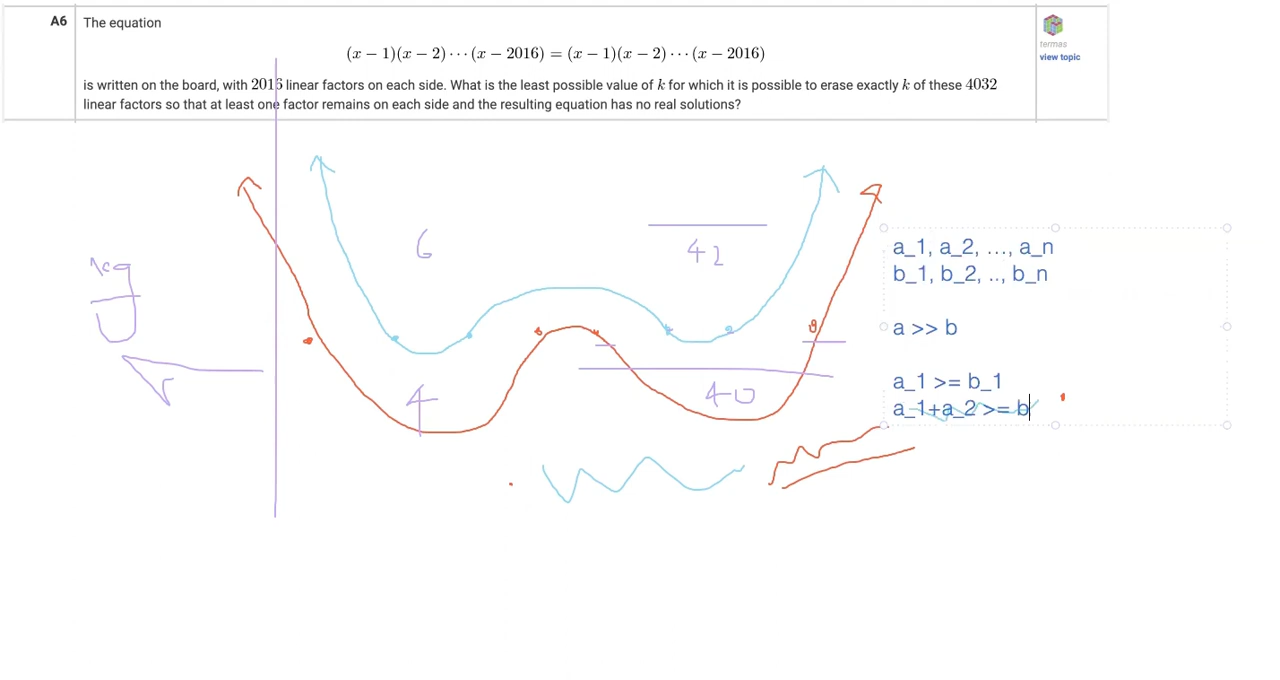 A6 The equation
termas
view topic
(x − 1)(x − 2) · · · (x − 2016) = (x − 1)(x − 2) · · · (x − 2016)
is written on the board, with 2016 linear factors on each side. What is the least possible value of k for which it is possible to erase exactly k of these 4032
linear factors so that at least one factor remains on each side and the resulting equation has no real solutions?
6
42
4
40
a_1, a_2, ..., a_n
b_1, b_2, .., b_n
a >> b
a_1 >= b_1
a_1+a_2 >= b